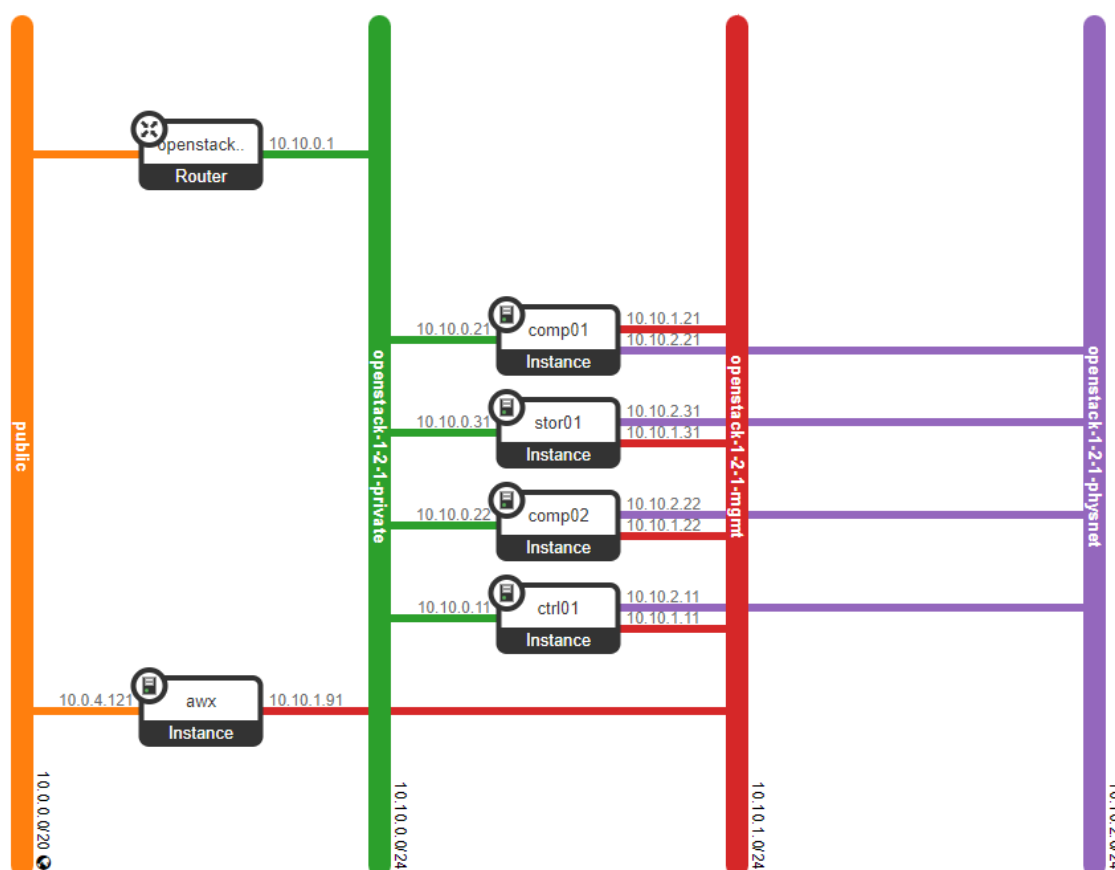 openstack..
10.10.0.1
Router
10.10.0.21
comp01
10.10.1.21
10.10.2.21
Instance
10.10.0.31
stor01
10.10.2.31
10.10.1.31
Instance
10.10.0.22
comp02
10.10.2.22
10.10.1.22
Instance
10.10.0.11
ctrl01
10.10.2.11
10.10.1.11
Instance
10.0.4.121
awx
10.10.1.91
Instance
public
openstack-1-2-1-private
openstack-1-2-1-mgmt
openstack-1-2-1-physnet
10.0.0.0/20
10.10.0.0/24
10.10.1.0/24
10.10.2.0/24